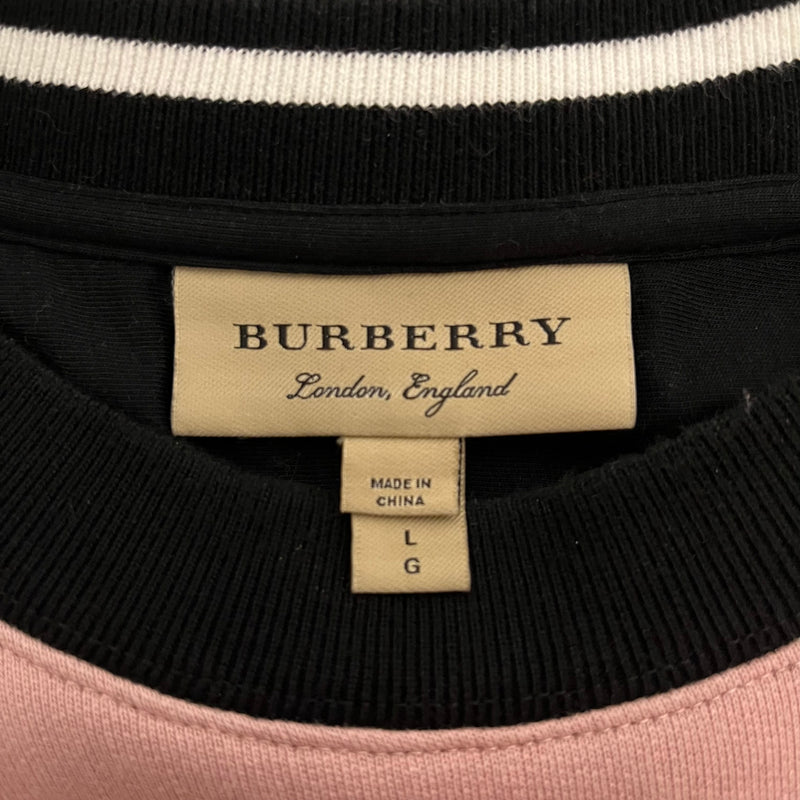 BURBERRY
London, England
MADE IN
CHINA
L
G